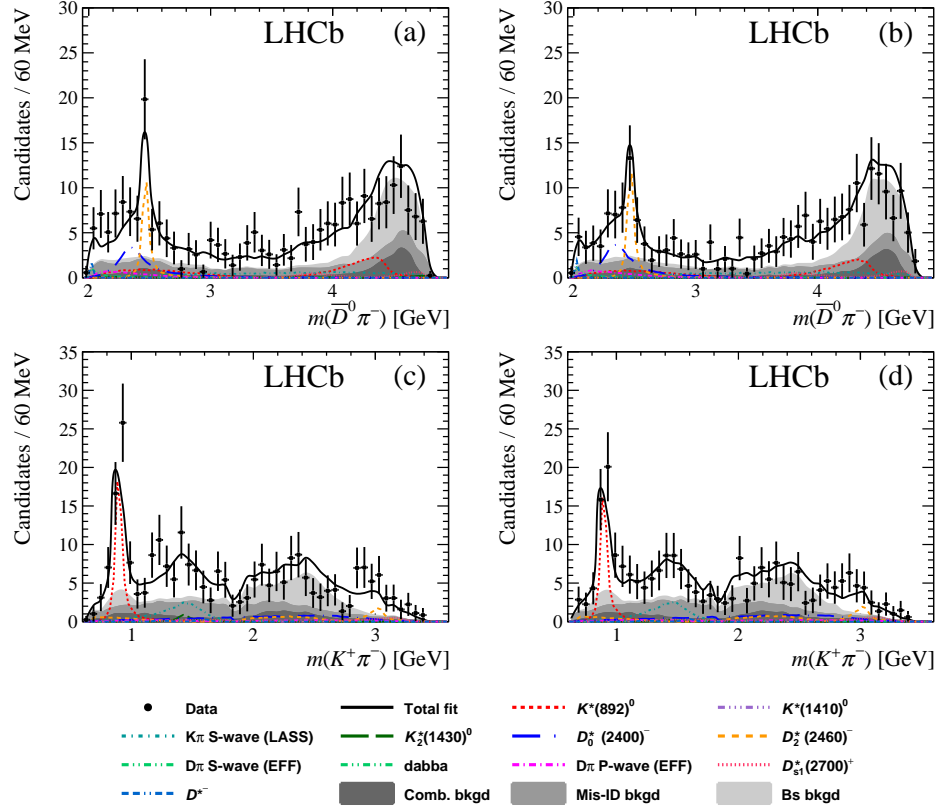 LHCb (a)
Candidates / 60 MeV
30
25
20
15
10
5
0
2 3 4
m(D̅⁰π⁻) [GeV]
LHCb (b)
Candidates / 60 MeV
30
25
20
15
10
5
0
2 3 4
m(D̅⁰π⁻) [GeV]
LHCb (c)
Candidates / 60 MeV
35
30
25
20
15
10
5
0
1 2 3
m(K⁺π⁻) [GeV]
LHCb (d)
Candidates / 60 MeV
35
30
25
20
15
10
5
0
1 2 3
m(K⁺π⁻) [GeV]
Data Total fit K*(892)⁰ K*(1410)⁰
Kπ S-wave (LASS) K₂*(1430)⁰ D₀*(2400)⁻ D₂*(2460)⁻
Dπ S-wave (EFF) dabba Dπ P-wave (EFF) D*ₛ₁(2700)⁺
D*⁻ Comb. bkgd Mis-ID bkgd Bs bkgd